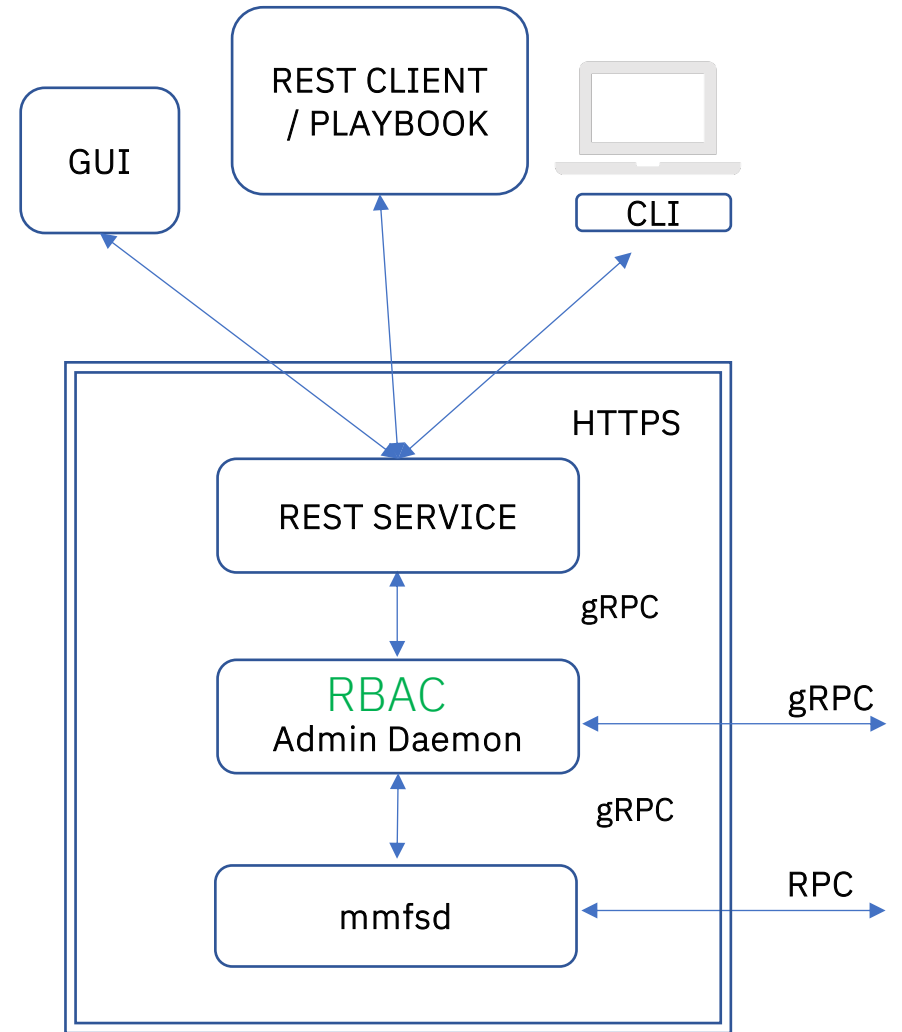 REST CLIENT
/ PLAYBOOK
GUI
CLI
HTTPS
REST SERVICE
gRPC
RBAC
Admin Daemon
gRPC
gRPC
mmfsd
RPC